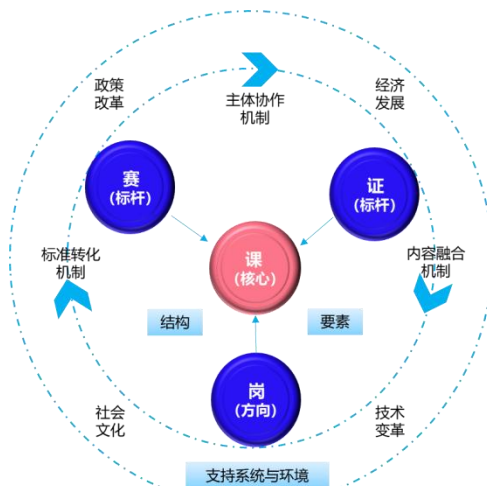 政策
改革
主体协作
机制
经济
发展
赛
(标杆)
证
(标杆)
标准转化
机制
课
(核心)
内容融合
机制
结构
要素
岗
(方向)
社会
文化
技术
变革
支持系统与环境